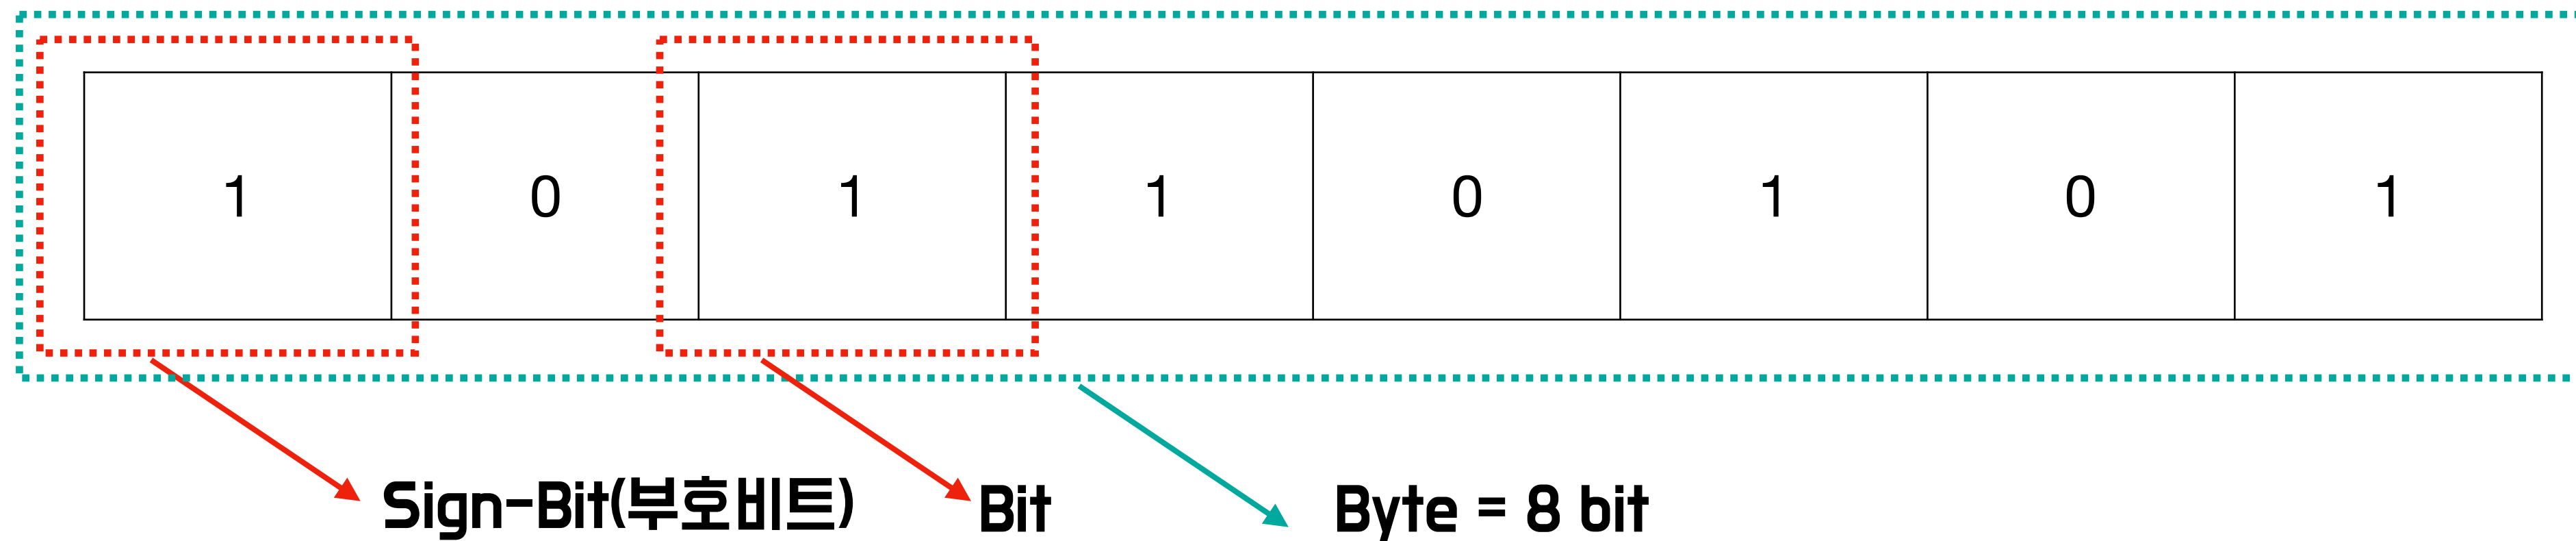 1 0 1 1 0 1 0 1
Sign-Bit(부호비트) Bit Byte = 8 bit